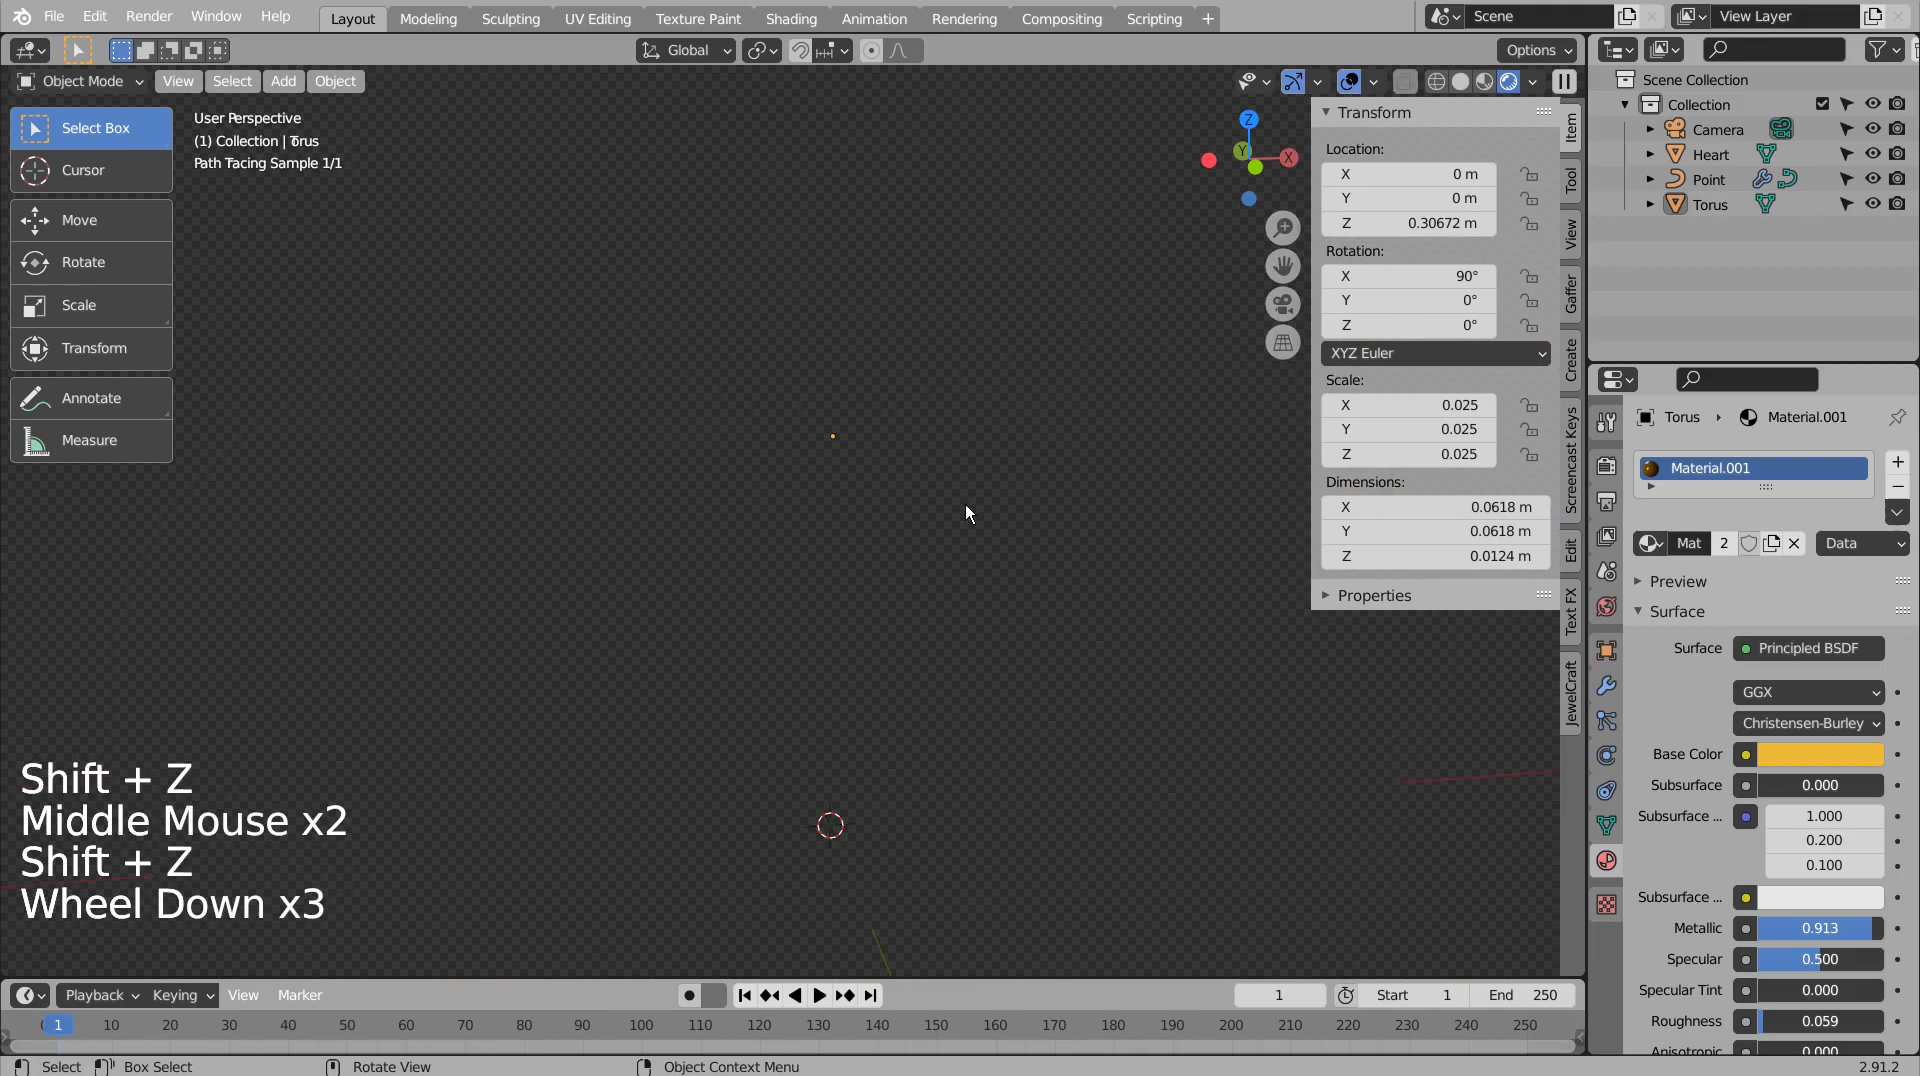 File Edit Render Window Help Layout Modeling Sculpting UV Editing Texture Paint Shading Animation Rendering Compositing Scripting + Scene View Layer
Global Options
Object Mode View Select Add Object
Select Box
Cursor
Move
Rotate
Scale
Transform
Annotate
Measure
User Perspective
(1) Collection | Torus
Path Tacing Sample 1/1
Z
Y
X
Transform
Location:
X 0 m
Y 0 m
Z 0.30672 m
Rotation:
X 90°
Y 0°
Z 0°
XYZ Euler
Scale:
X 0.025
Y 0.025
Z 0.025
Dimensions:
X 0.0618 m
Y 0.0618 m
Z 0.0124 m
Properties
Item
Tool
View
Gaffer
Create
Screencast Keys
Edit
Text FX
JewelCraft
Scene Collection
Collection
Camera
Heart
Point
Torus
Torus Material.001
Material.001
Mat 2 Data
Preview
Surface
Surface Principled BSDF
GGX
Christensen-Burley
Base Color
Subsurface 0.000
Subsurface ... 1.000
0.200
0.100
Subsurface ...
Metallic 0.913
Specular 0.500
Specular Tint 0.000
Roughness 0.059
Anisotropic 0.000
Shift + Z
Middle Mouse x2
Shift + Z
Wheel Down x3
Playback Keying View Marker 1 Start 1 End 250
1 10 20 30 40 50 60 70 80 90 100 110 120 130 140 150 160 170 180 190 200 210 220 230 240 250
Select Box Select Rotate View Object Context Menu 2.91.2